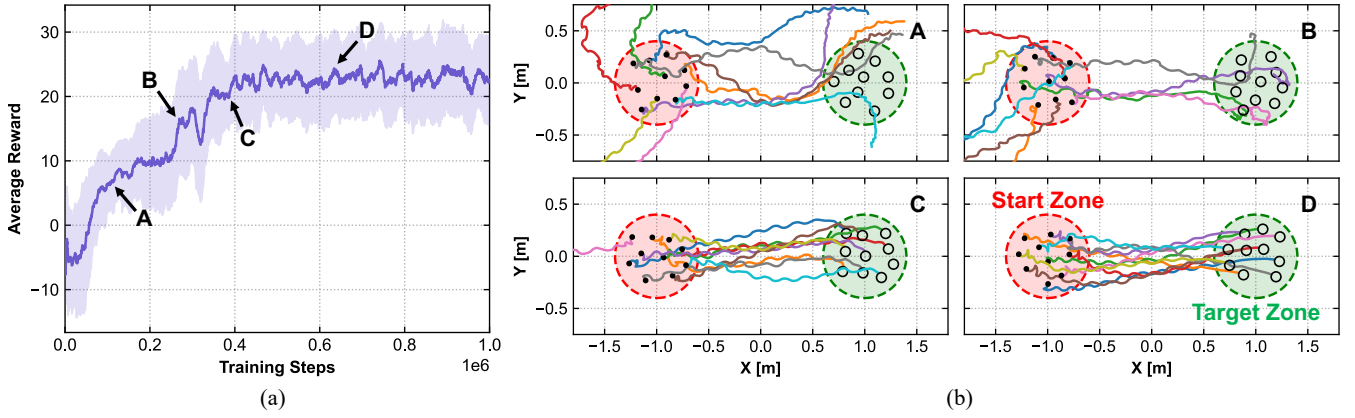 (a)
30
20
10
0
−10
Average Reward
A
B
C
D
0.0 0.2 0.4 0.6 0.8 1.0
1e6
Training Steps
(b)
0.5
0.0
−0.5
Y [m]
A
B
0.5
0.0
−0.5
Y [m]
C
Start Zone
D
Target Zone
−1.5 −1.0 −0.5 0.0 0.5 1.0 1.5
−1.5 −1.0 −0.5 0.0 0.5 1.0 1.5
X [m]
X [m]
(a)
(b)